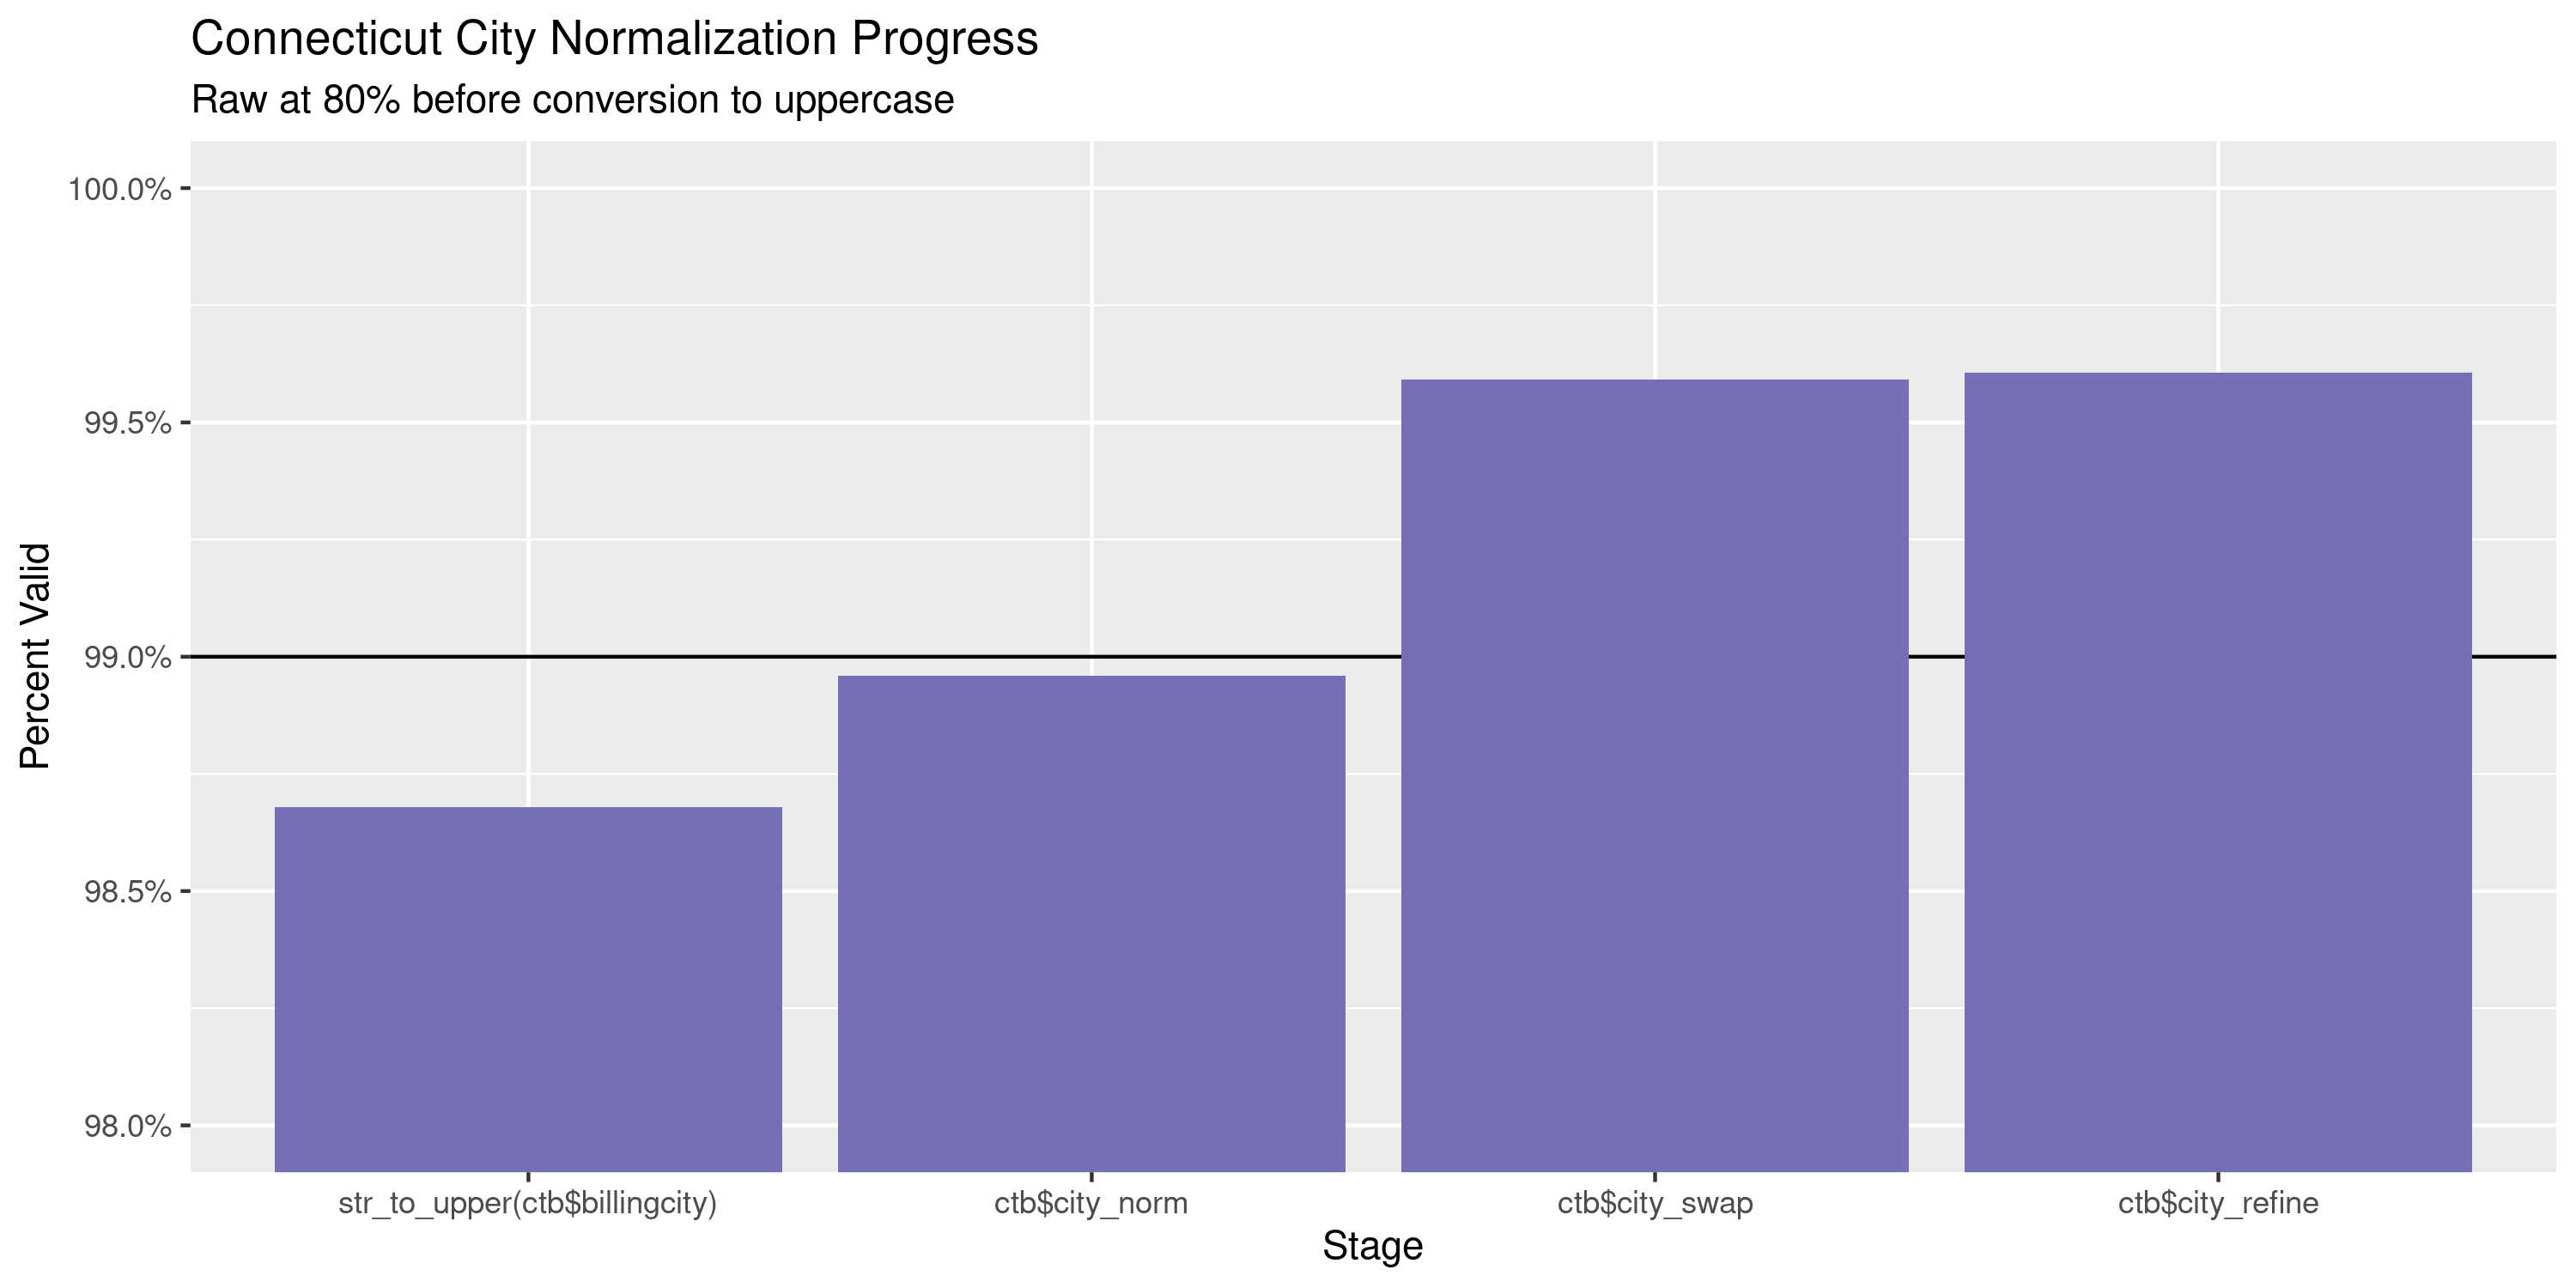 Connecticut City Normalization Progress
Raw at 80% before conversion to uppercase
Percent Valid
100.0%
99.5%
99.0%
98.5%
98.0%
str_to_upper(ctb$billingcity)
ctb$city_norm
ctb$city_swap
ctb$city_refine
Stage